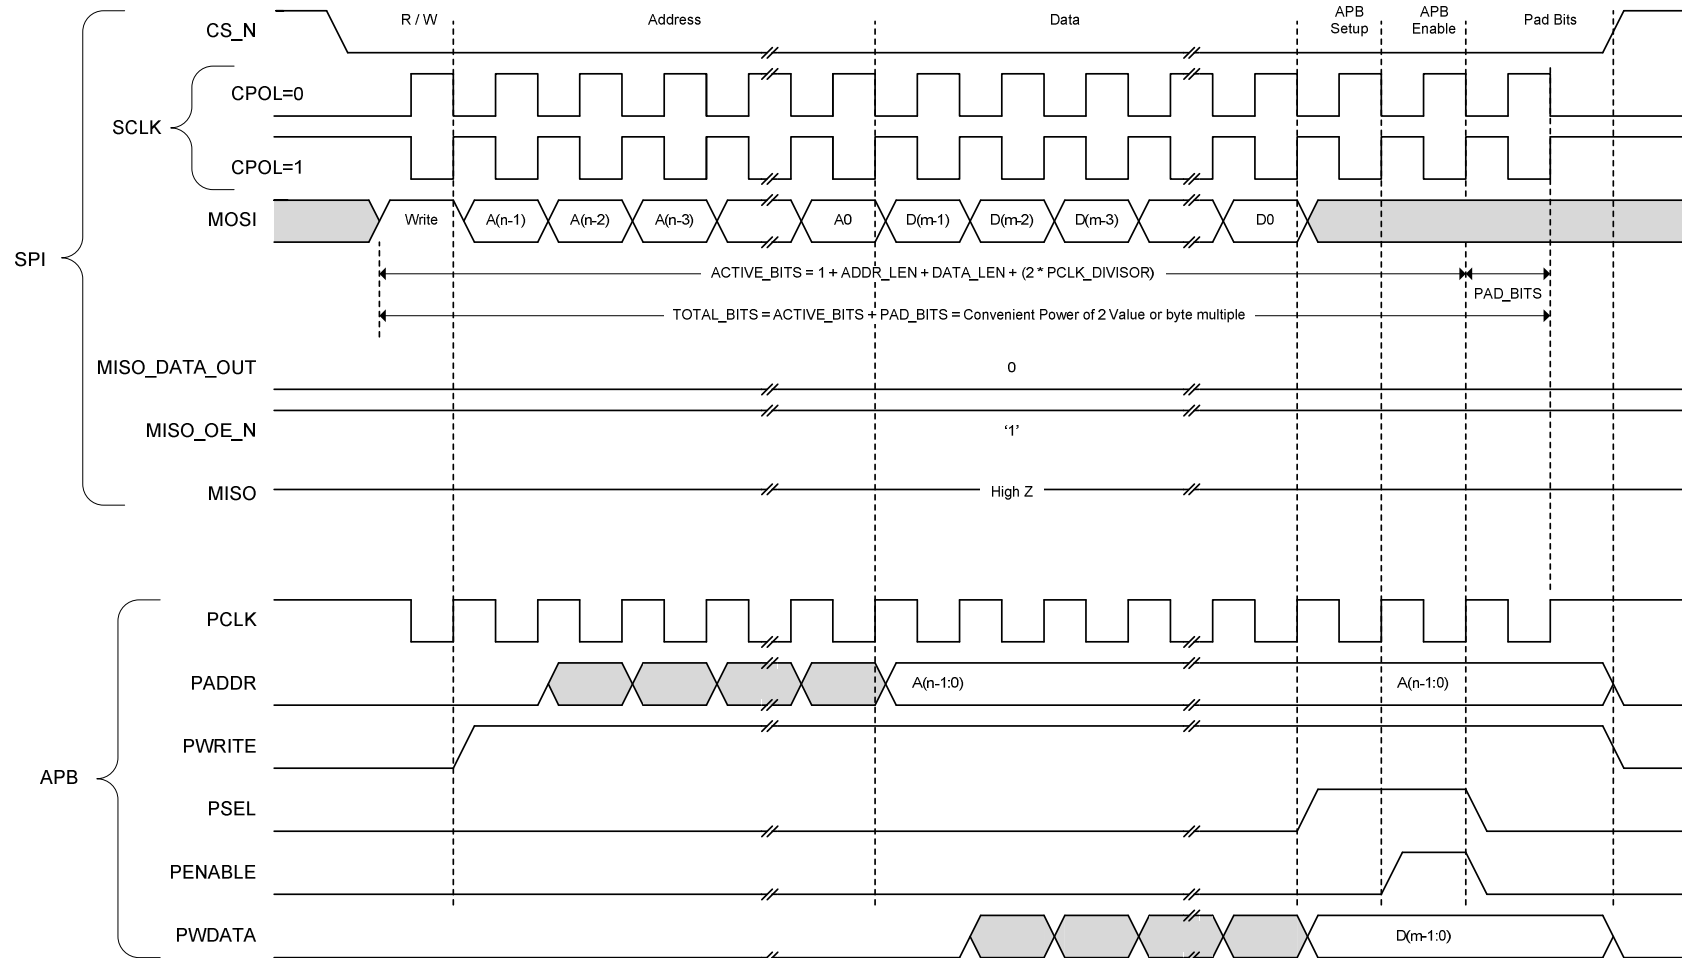 R / W
Address
Data
APB
Setup
APB
Enable
Pad Bits
CS_N
CPOL=0
SCLK
CPOL=1
MOSI
Write
A(n-1)
A(n-2)
A(n-3)
A0
D(m-1)
D(m-2)
D(m-3)
D0
SPI
ACTIVE_BITS = 1 + ADDR_LEN + DATA_LEN + (2 * PCLK_DIVISOR)
PAD_BITS
TOTAL_BITS = ACTIVE_BITS + PAD_BITS = Convenient Power of 2 Value or byte multiple
MISO_DATA_OUT
0
MISO_OE_N
‘1’
MISO
High Z
PCLK
PADDR
A(n-1:0)
A(n-1:0)
PWRITE
APB
PSEL
PENABLE
PWDATA
D(m-1:0)